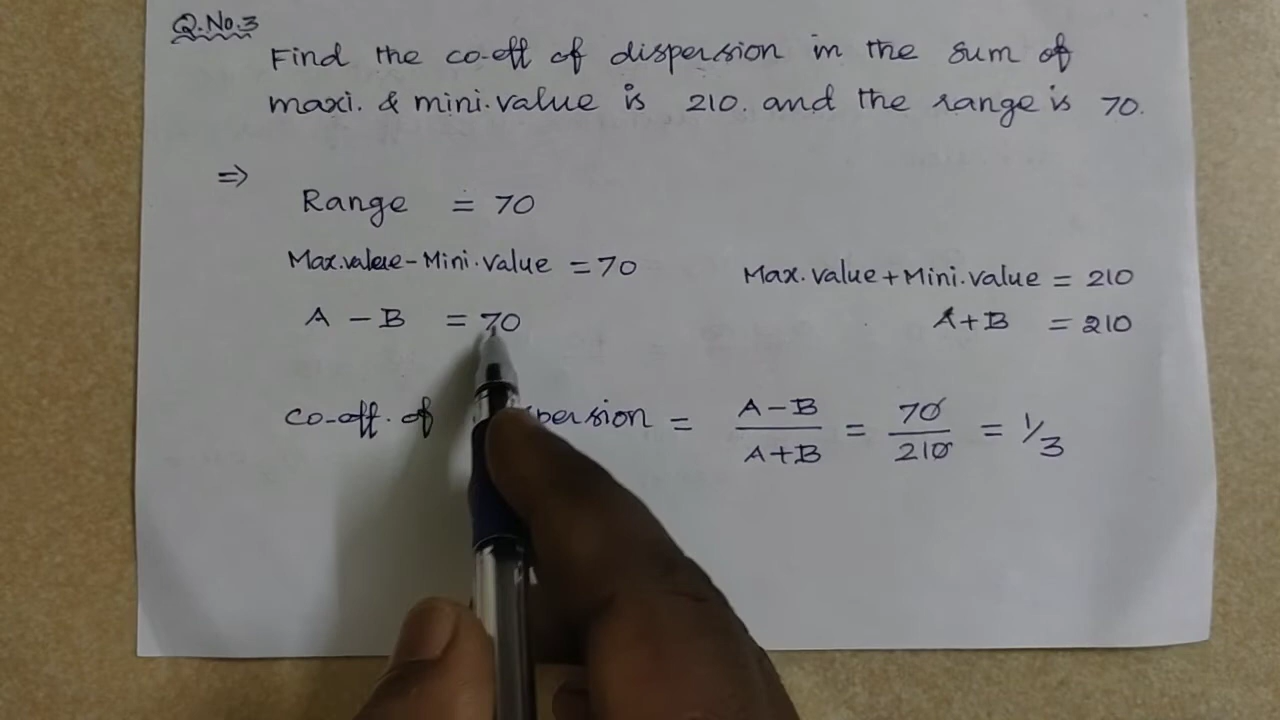 Q.No.3
Find the co-eff of dispersion in the sum of
maxi. & mini.value is 210. and the range is 70.
⇒
Range = 70
Max.value-Mini.value = 70
Max.value+Mini.value = 210
A - B = 70
A+B = 210
co-eff.of spersion = A-B / A+B = 70 / 210 = 1/3